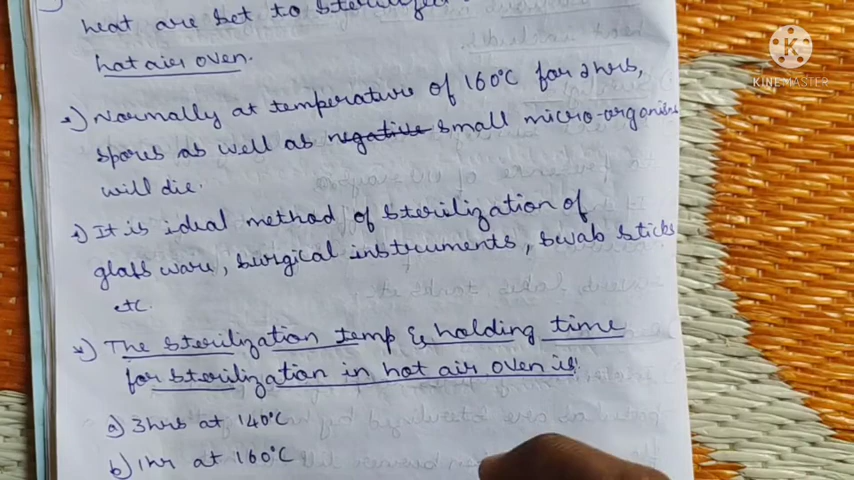 heat are set to sterilized
hot air oven.
KINEMASTER
Normally at temperature of 160°C for 2hrs,
spores as well as negative small micro-organisms
will die.
It is ideal method of sterilization of
glass ware, surgical instruments, swab sticks
etc.
The sterilization temp & holding time
for sterilization in hot air oven is
a) 3hrs at 140°C
b) 1hr at 160°C